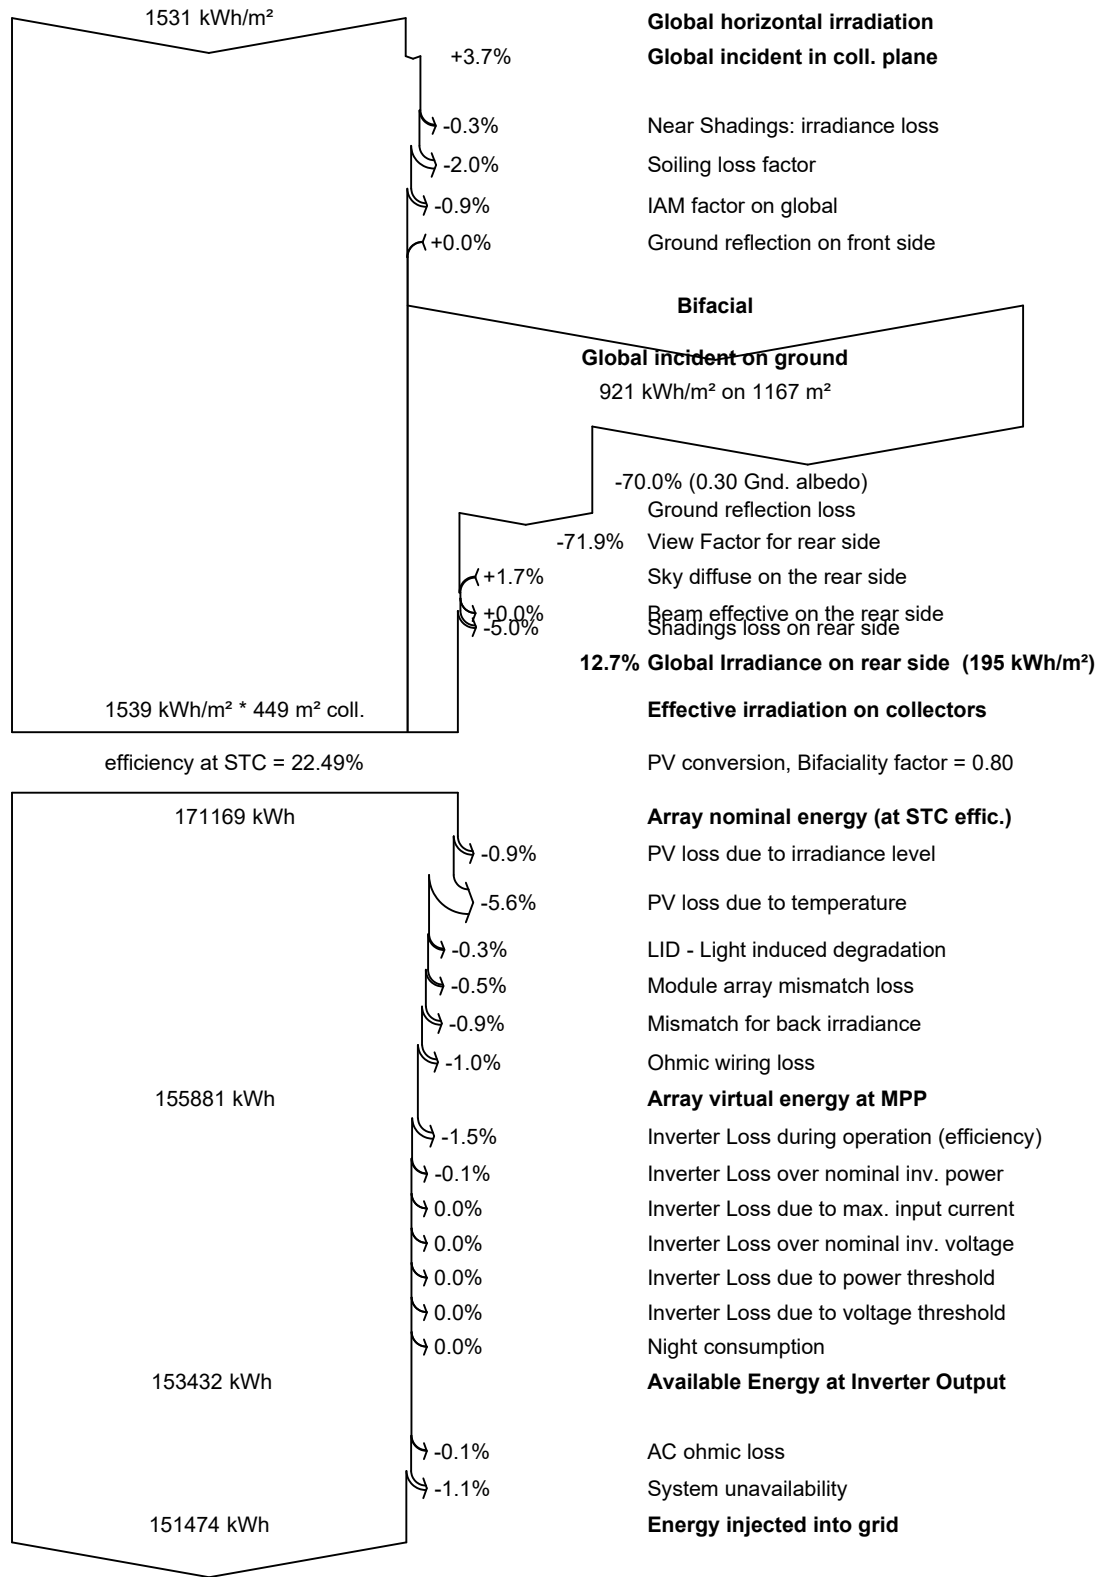 1531 kWh/m² Global horizontal irradiation
+3.7% Global incident in coll. plane
-0.3% Near Shadings: irradiance loss
-2.0% Soiling loss factor
-0.9% IAM factor on global
+0.0% Ground reflection on front side
Bifacial
Global incident on ground
921 kWh/m² on 1167 m²
-70.0% (0.30 Gnd. albedo)
Ground reflection loss
-71.9% View Factor for rear side
+1.7% Sky diffuse on the rear side
+0.0% Beam effective on the rear side
-5.0% Shadings loss on rear side
12.7% Global Irradiance on rear side (195 kWh/m²)
1539 kWh/m² * 449 m² coll. Effective irradiation on collectors
efficiency at STC = 22.49% PV conversion, Bifaciality factor = 0.80
171169 kWh Array nominal energy (at STC effic.)
-0.9% PV loss due to irradiance level
-5.6% PV loss due to temperature
-0.3% LID - Light induced degradation
-0.5% Module array mismatch loss
-0.9% Mismatch for back irradiance
-1.0% Ohmic wiring loss
155881 kWh Array virtual energy at MPP
-1.5% Inverter Loss during operation (efficiency)
-0.1% Inverter Loss over nominal inv. power
0.0% Inverter Loss due to max. input current
0.0% Inverter Loss over nominal inv. voltage
0.0% Inverter Loss due to power threshold
0.0% Inverter Loss due to voltage threshold
0.0% Night consumption
153432 kWh Available Energy at Inverter Output
-0.1% AC ohmic loss
-1.1% System unavailability
151474 kWh Energy injected into grid